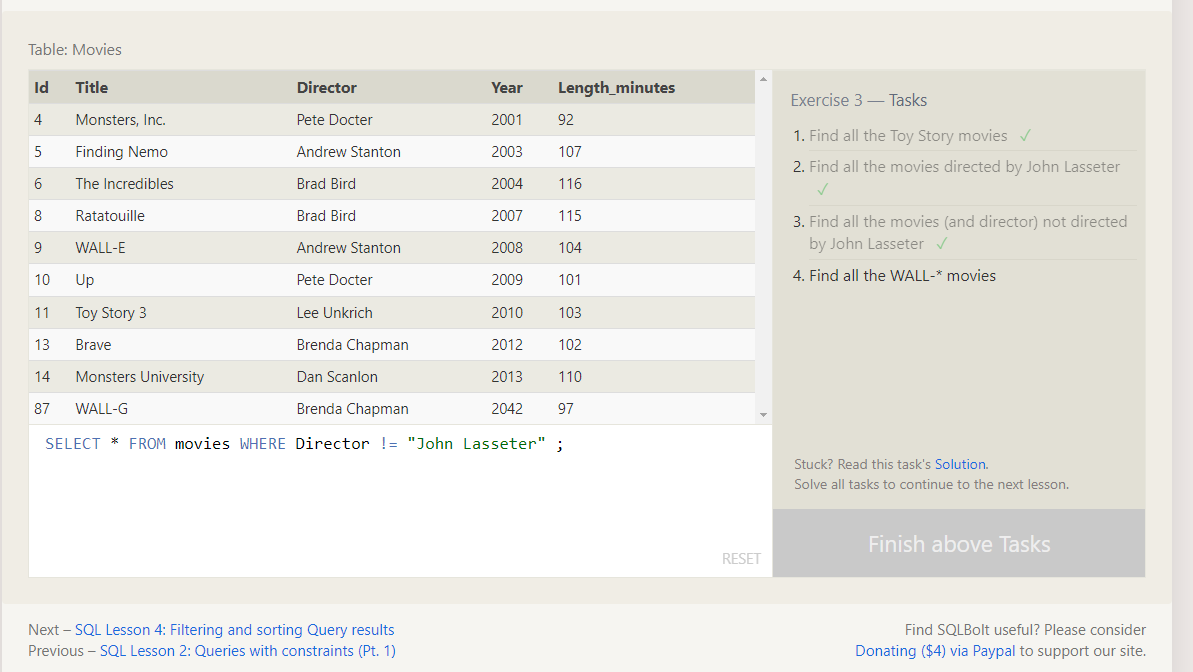 Table: Movies
Id Title Director Year Length_minutes
4 Monsters, Inc. Pete Docter 2001 92
5 Finding Nemo Andrew Stanton 2003 107
6 The Incredibles Brad Bird 2004 116
8 Ratatouille Brad Bird 2007 115
9 WALL-E Andrew Stanton 2008 104
10 Up Pete Docter 2009 101
11 Toy Story 3 Lee Unkrich 2010 103
13 Brave Brenda Chapman 2012 102
14 Monsters University Dan Scanlon 2013 110
87 WALL-G Brenda Chapman 2042 97
SELECT * FROM movies WHERE Director != "John Lasseter" ;
RESET
Exercise 3 — Tasks
1. Find all the Toy Story movies ✓
2. Find all the movies directed by John Lasseter
✓
3. Find all the movies (and director) not directed
by John Lasseter ✓
4. Find all the WALL-* movies
Stuck? Read this task's Solution.
Solve all tasks to continue to the next lesson.
Finish above Tasks
Next – SQL Lesson 4: Filtering and sorting Query results
Previous – SQL Lesson 2: Queries with constraints (Pt. 1)
Find SQLBolt useful? Please consider
Donating ($4) via Paypal to support our site.